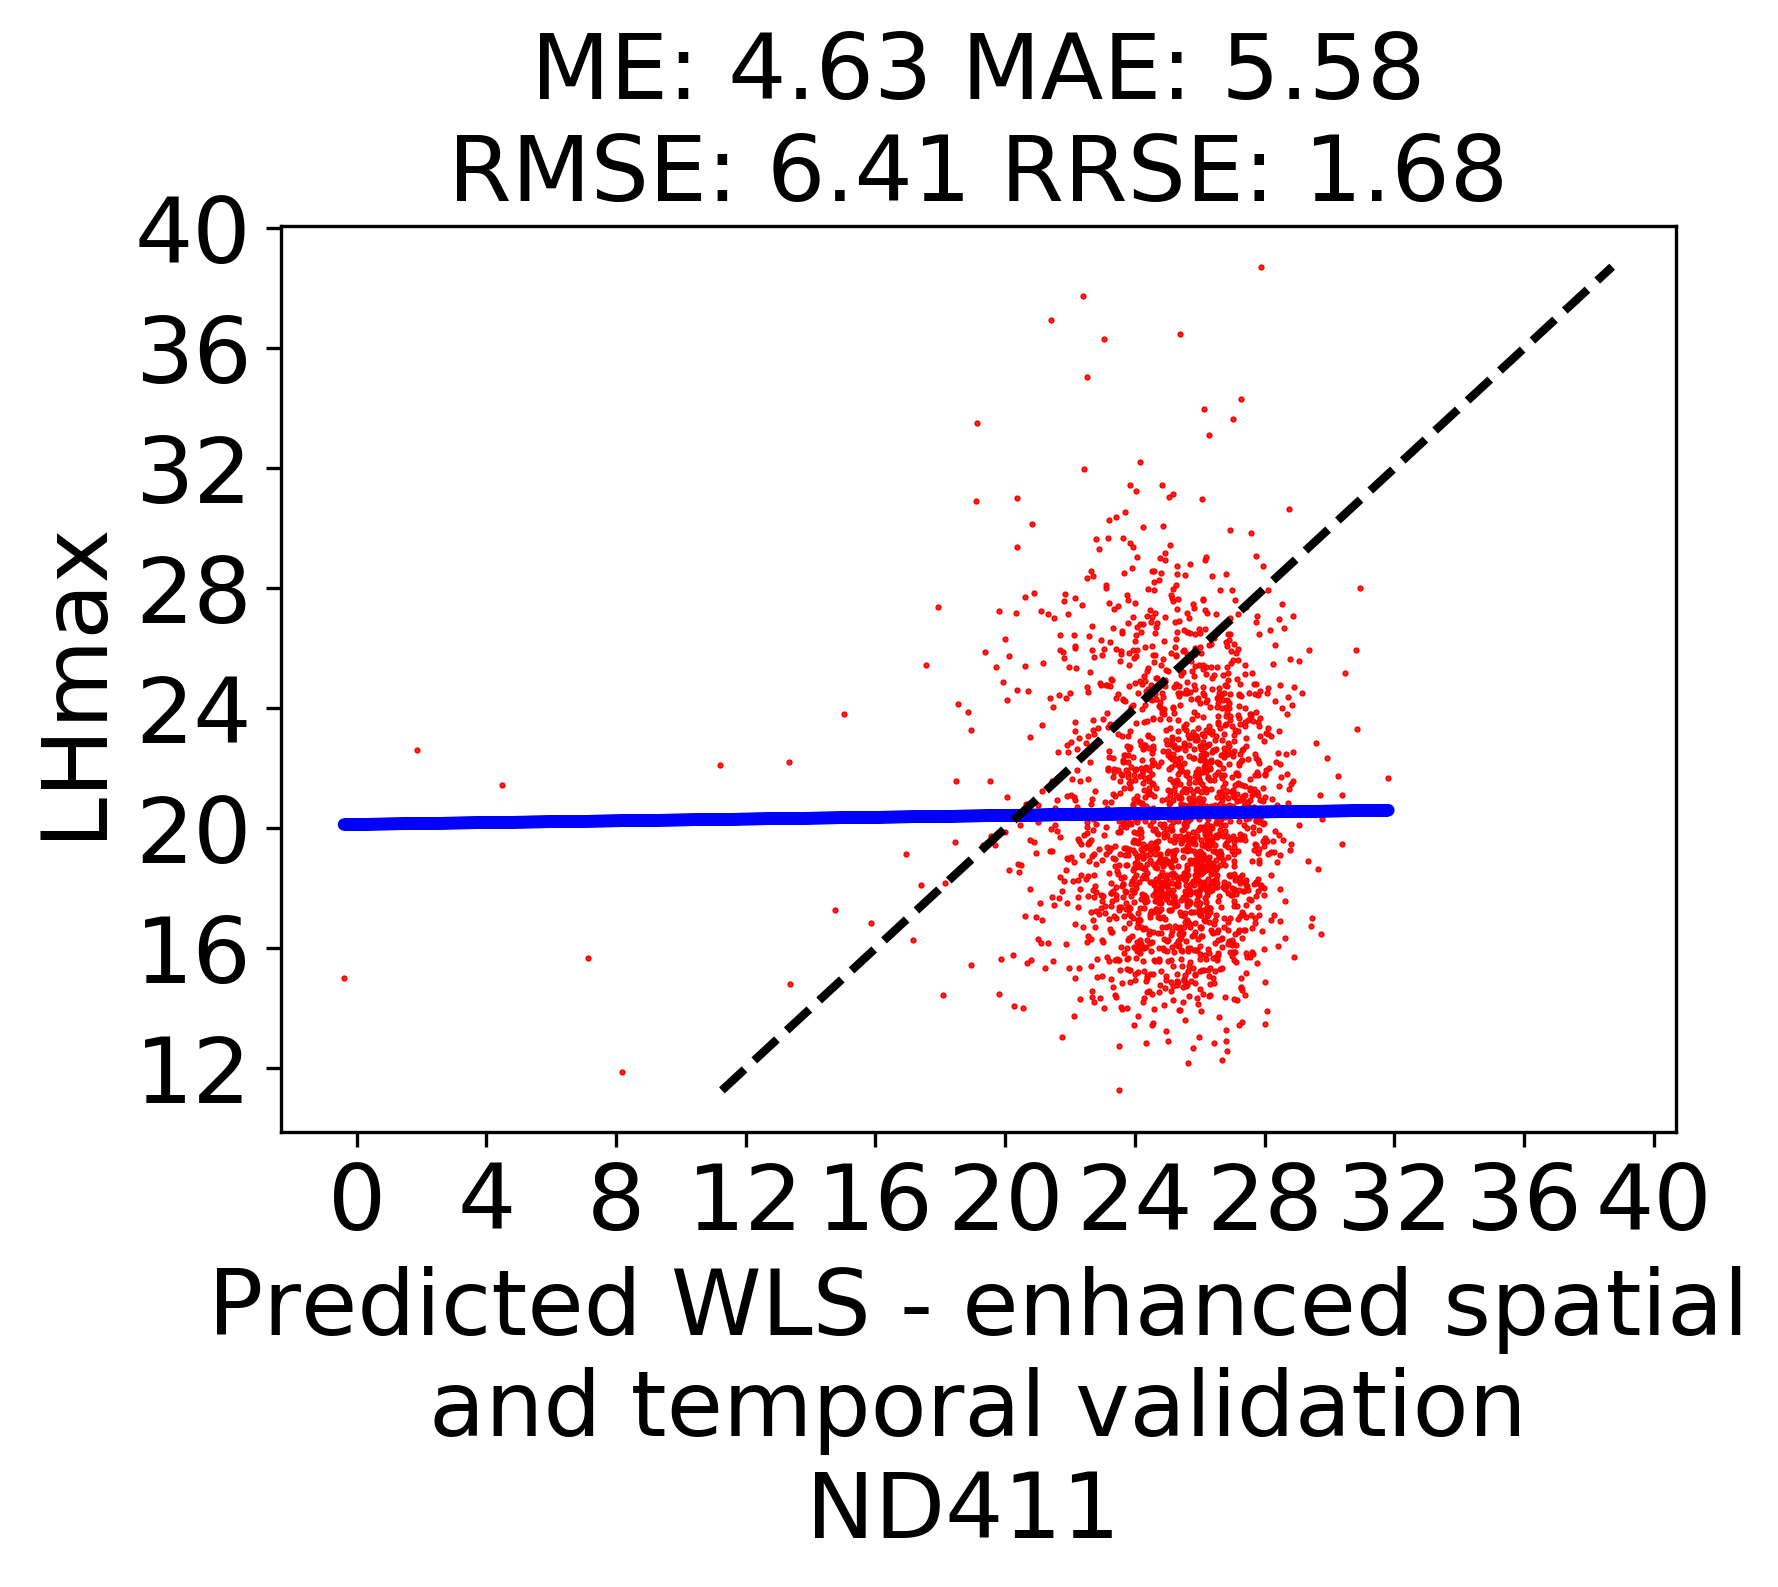 ME: 4.63 MAE: 5.58
RMSE: 6.41 RRSE: 1.68
40
36
32
28
24
20
16
12
LHmax
0 4 8 12 16 20 24 28 32 36 40
Predicted WLS - enhanced spatial
and temporal validation
ND411